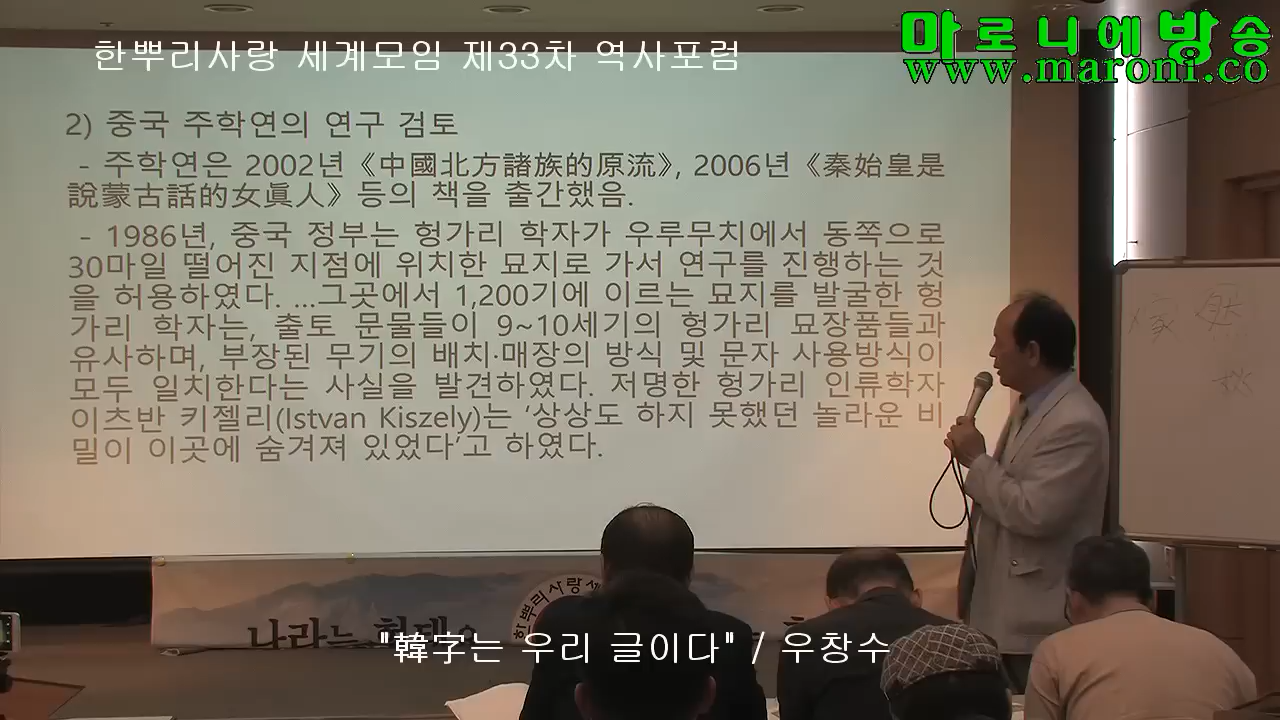 한뿌리사랑 세계모임 제33차 역사포럼
마로니에방송
www.maroni.co
2) 중국 주학연의 연구 검토
- 주학연은 2002년 《中國北方諸族的原流》, 2006년 《秦始皇是
說蒙古話的女眞人》 등의 책을 출간했음.
- 1986년, 중국 정부는 헝가리 학자가 우루무치에서 동쪽으로
30마일 떨어진 지점에 위치한 묘지로 가서 연구를 진행하는 것
을 허용하였다. ...그곳에서 1,200기에 이르는 묘지를 발굴한 헝
가리 학자는, 출토 문물들이 9~10세기의 헝가리 묘장품들과
유사하며, 부장된 무기의 배치·매장의 방식 및 문자 사용방식이
모두 일치한다는 사실을 발견하였다. 저명한 헝가리 인류학자
이츠반 키젤리(Istvan Kiszely)는 '상상도 하지 못했던 놀라운 비
밀이 이곳에 숨겨져 있었다'고 하였다.
한뿌리사랑세
나라는
"韓字는 우리 글이다" / 우창수